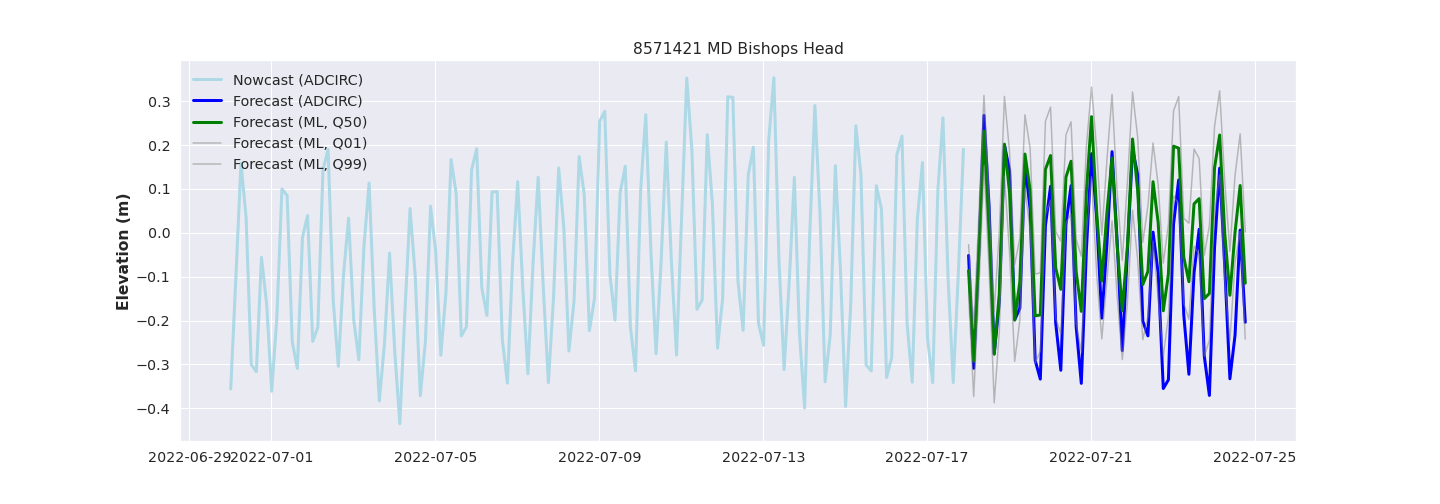 8571421 MD Bishops Head
Nowcast (ADCIRC)
Forecast (ADCIRC)
Forecast (ML, Q50)
Forecast (ML, Q01)
Forecast (ML, Q99)
Elevation (m)
0.3
0.2
0.1
0.0
−0.1
−0.2
−0.3
−0.4
2022-06-29 2022-07-01 2022-07-05 2022-07-09 2022-07-13 2022-07-17 2022-07-21 2022-07-25